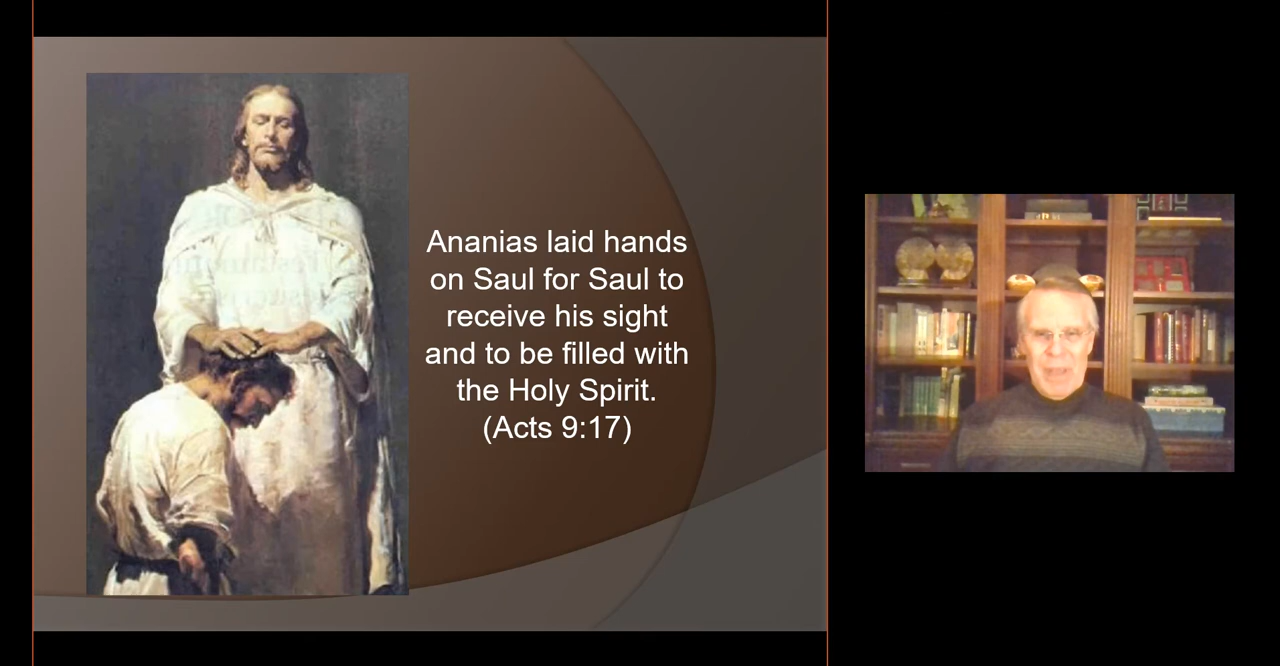 Ananias laid hands
on Saul for Saul to
receive his sight
and to be filled with
the Holy Spirit.
(Acts 9:17)